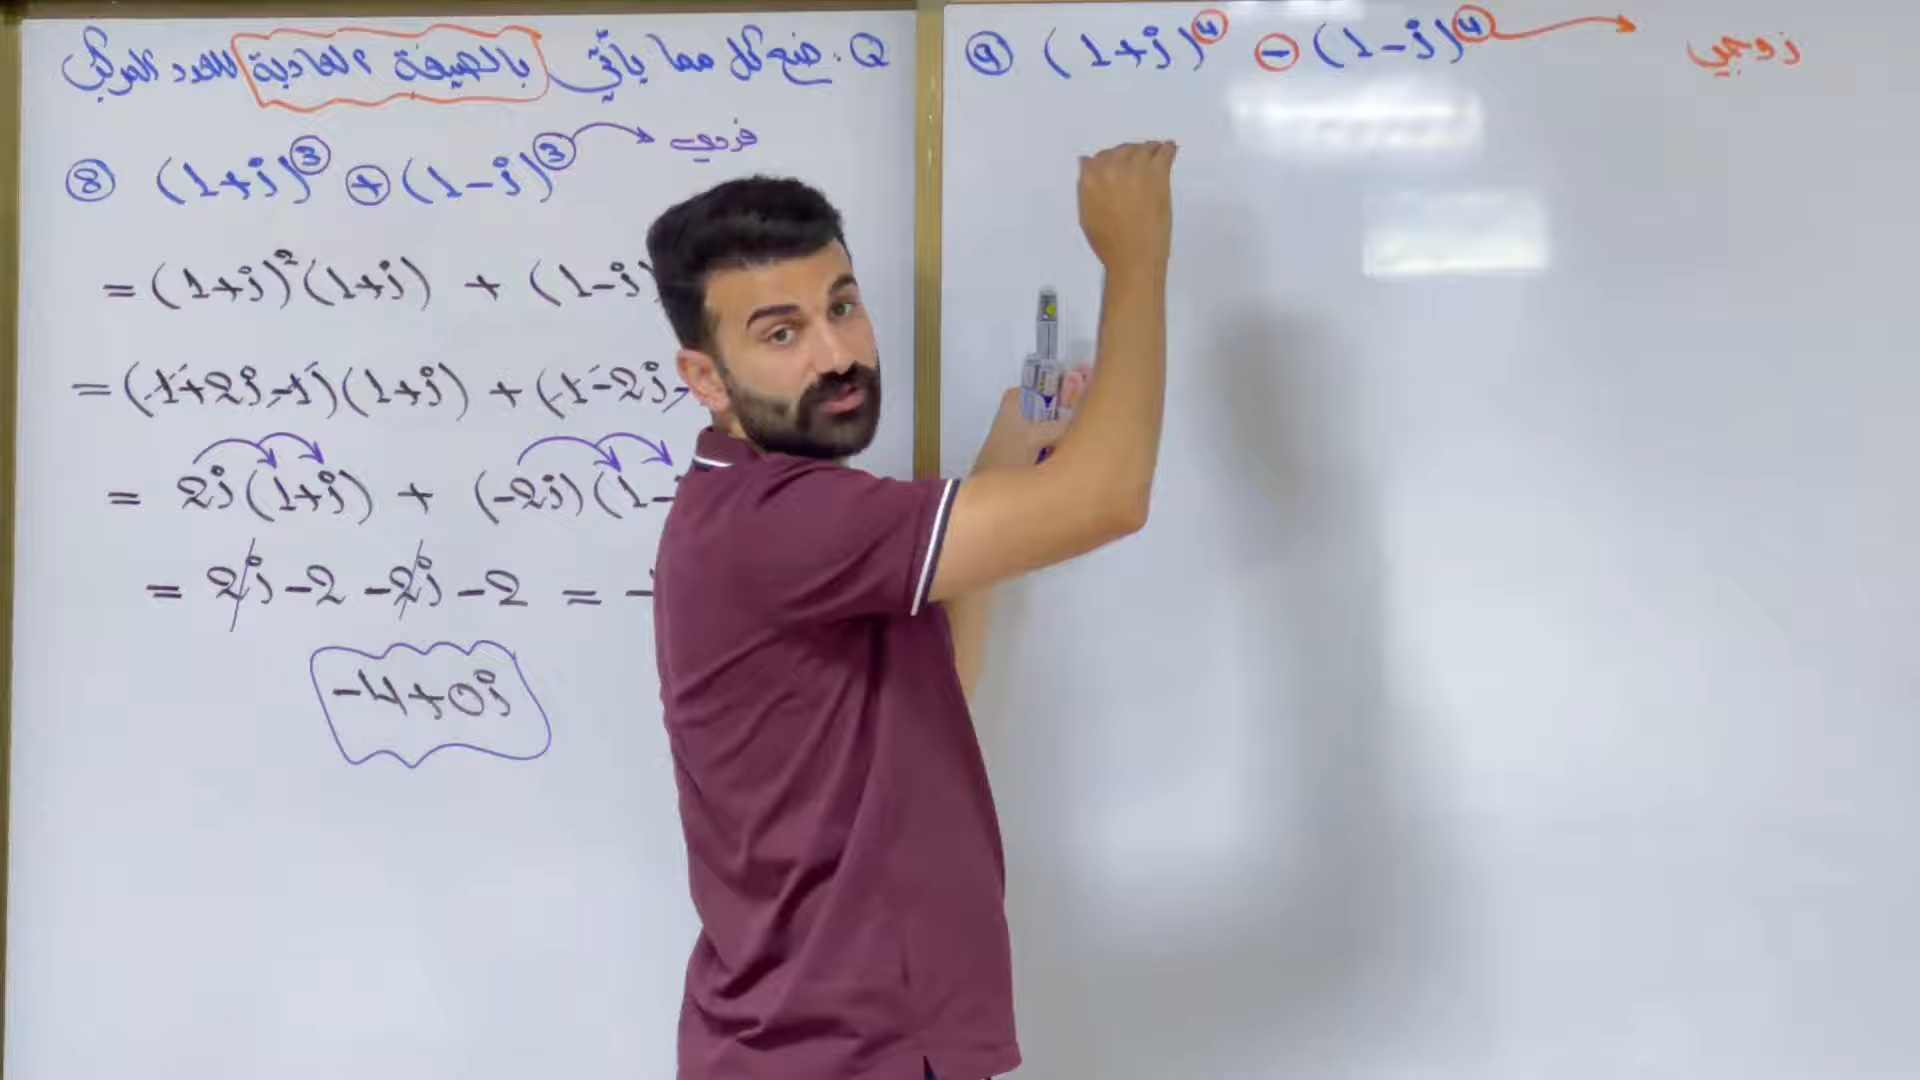 Q. ضع كل مما يأتي بالصيغة العادية للعدد المركب
⑧ (1+i)³ + (1-i)³ → فردي
= (1+i)²(1+i) + (1-i)
= (1+2i-1)(1+i) + (1-2i-
= 2i(1+i) + (-2i)(1-
= 2i -2 -2i -2 = -
-4+0i
⑨ (1+i)⁴ - (1-i)⁴ → زوجي